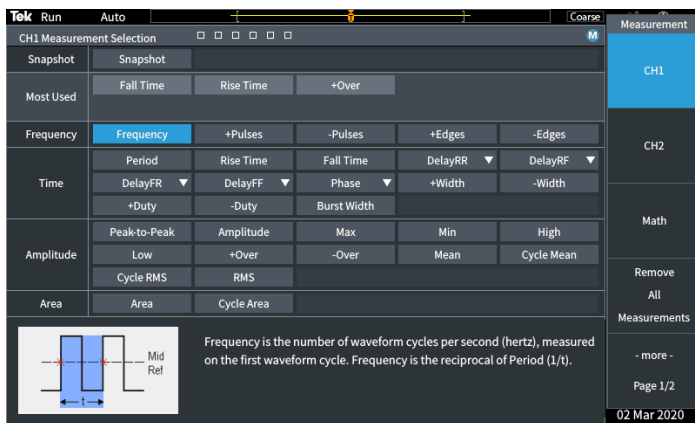 Tek Run Auto Coarse
Measurement
CH1 Measurement Selection M
Snapshot Snapshot
CH1
Most Used Fall Time Rise Time +Over
Frequency Frequency +Pulses -Pulses +Edges -Edges
CH2
Time Period Rise Time Fall Time DelayRR DelayRF
DelayFR DelayFF Phase +Width -Width
+Duty -Duty Burst Width
Math
Amplitude Peak-to-Peak Amplitude Max Min High
Low +Over -Over Mean Cycle Mean
Cycle RMS RMS
Remove
All
Measurements
Area Area Cycle Area
Frequency is the number of waveform cycles per second (hertz), measured
on the first waveform cycle. Frequency is the reciprocal of Period (1/t).
Mid
Ref
t
- more -
Page 1/2
02 Mar 2020